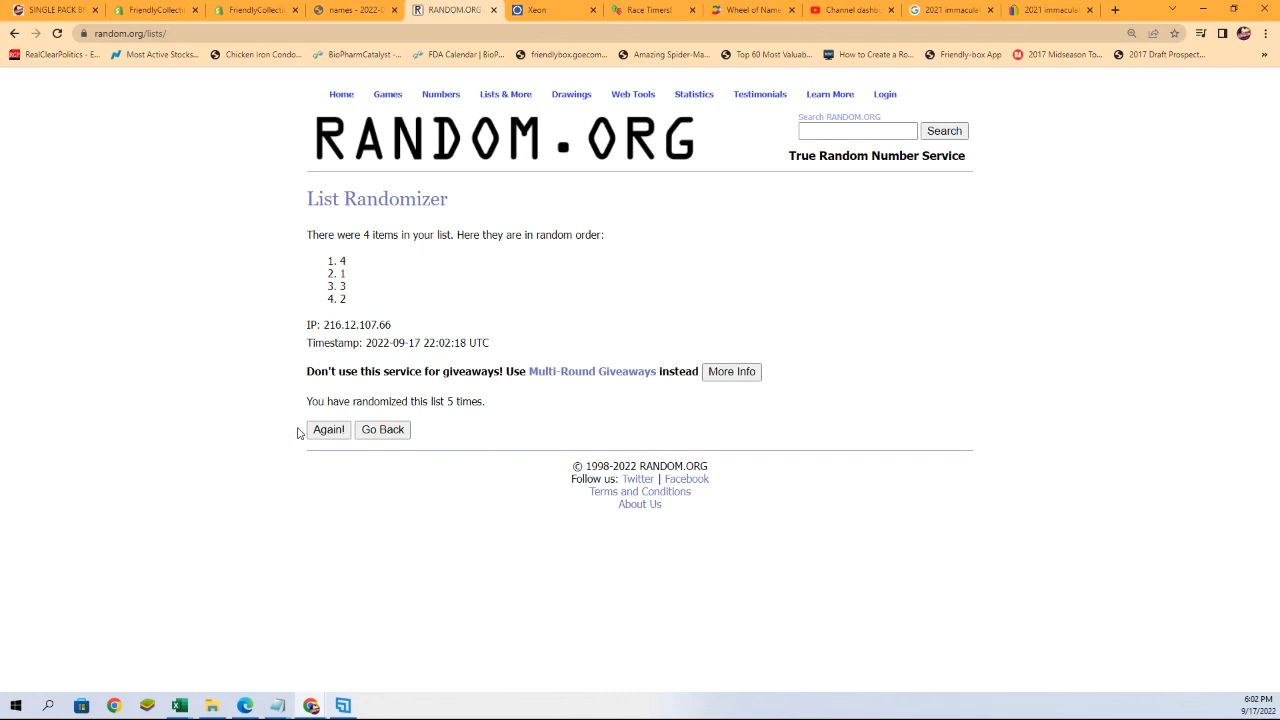 SINGLE PACK BF
FriendlyCollecti
FriendlyCollecti
names - 2022-0
RANDOM.ORG
Xeon
Race Timers!
Wheel of Name
Channel dashb
2021 immacule
2021 immacula
random.org/lists/
RealClearPolitics - E...
Most Active Stocks...
Chicken Iron Condo...
BioPharmCatalyst -...
FDA Calendar | BioP...
friendlybox.goecom...
Amazing Spider-Ma...
Top 60 Most Valuab...
How to Create a Ro...
Friendly-box App
2017 Midseason To...
2017 Draft Prospect...
»
Home Games Numbers Lists & More Drawings Web Tools Statistics Testimonials Learn More Login
RANDOM.ORG
Search RANDOM.ORG
Search
True Random Number Service
List Randomizer
There were 4 items in your list. Here they are in random order:
1. 4
2. 1
3. 3
4. 2
IP: 216.12.107.66
Timestamp: 2022-09-17 22:02:18 UTC
Don't use this service for giveaways! Use Multi-Round Giveaways instead More Info
You have randomized this list 5 times.
Again! Go Back
© 1998-2022 RANDOM.ORG
Follow us: Twitter | Facebook
Terms and Conditions
About Us
6:02 PM
9/17/2022